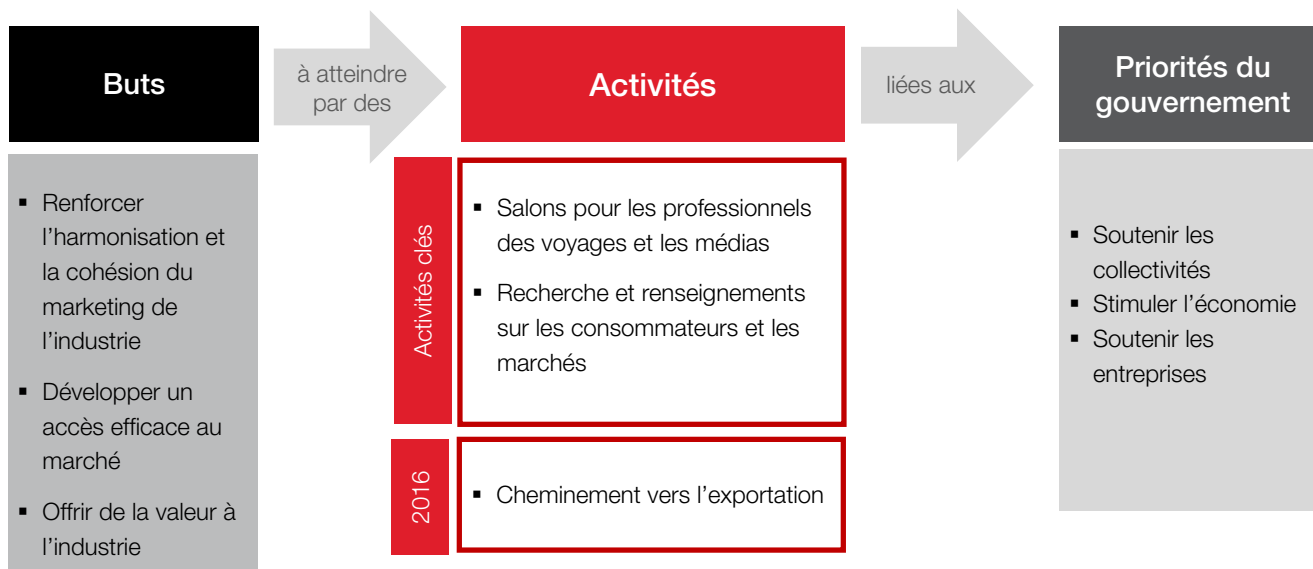 Buts
à atteindre
par des
Activités
liées aux
Priorités du
gouvernement
▪ Renforcer
l’harmonisation et
la cohésion du
marketing de
l’industrie
▪ Développer un
accès efficace au
marché
▪ Offrir de la valeur à
l’industrie
Activités clés
▪ Salons pour les professionnels
des voyages et les médias
▪ Recherche et renseignements
sur les consommateurs et les
marchés
2016
▪ Cheminement vers l’exportation
▪ Soutenir les
collectivités
▪ Stimuler l’économie
▪ Soutenir les
entreprises